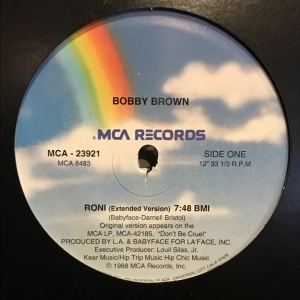 BOBBY BROWN
MCA RECORDS
MCA - 23921
MCA 8483
SIDE ONE
12" 33 1/3 R.P.M.
RONI (Extended Version) 7:48 BMI
(Babyface-Darnell Bristol)
Original version appears on the
MCA LP, MCA-42185, "Don't Be Cruel"
PRODUCED BY L.A. & BABYFACE FOR LA'FACE, INC.
Executive Producer: Louil Silas, Jr.
Kear Music/Hip Trip Music Hip Chic Music
℗ 1988 MCA Records, Inc.
UNIVERSAL CITY, CALIF